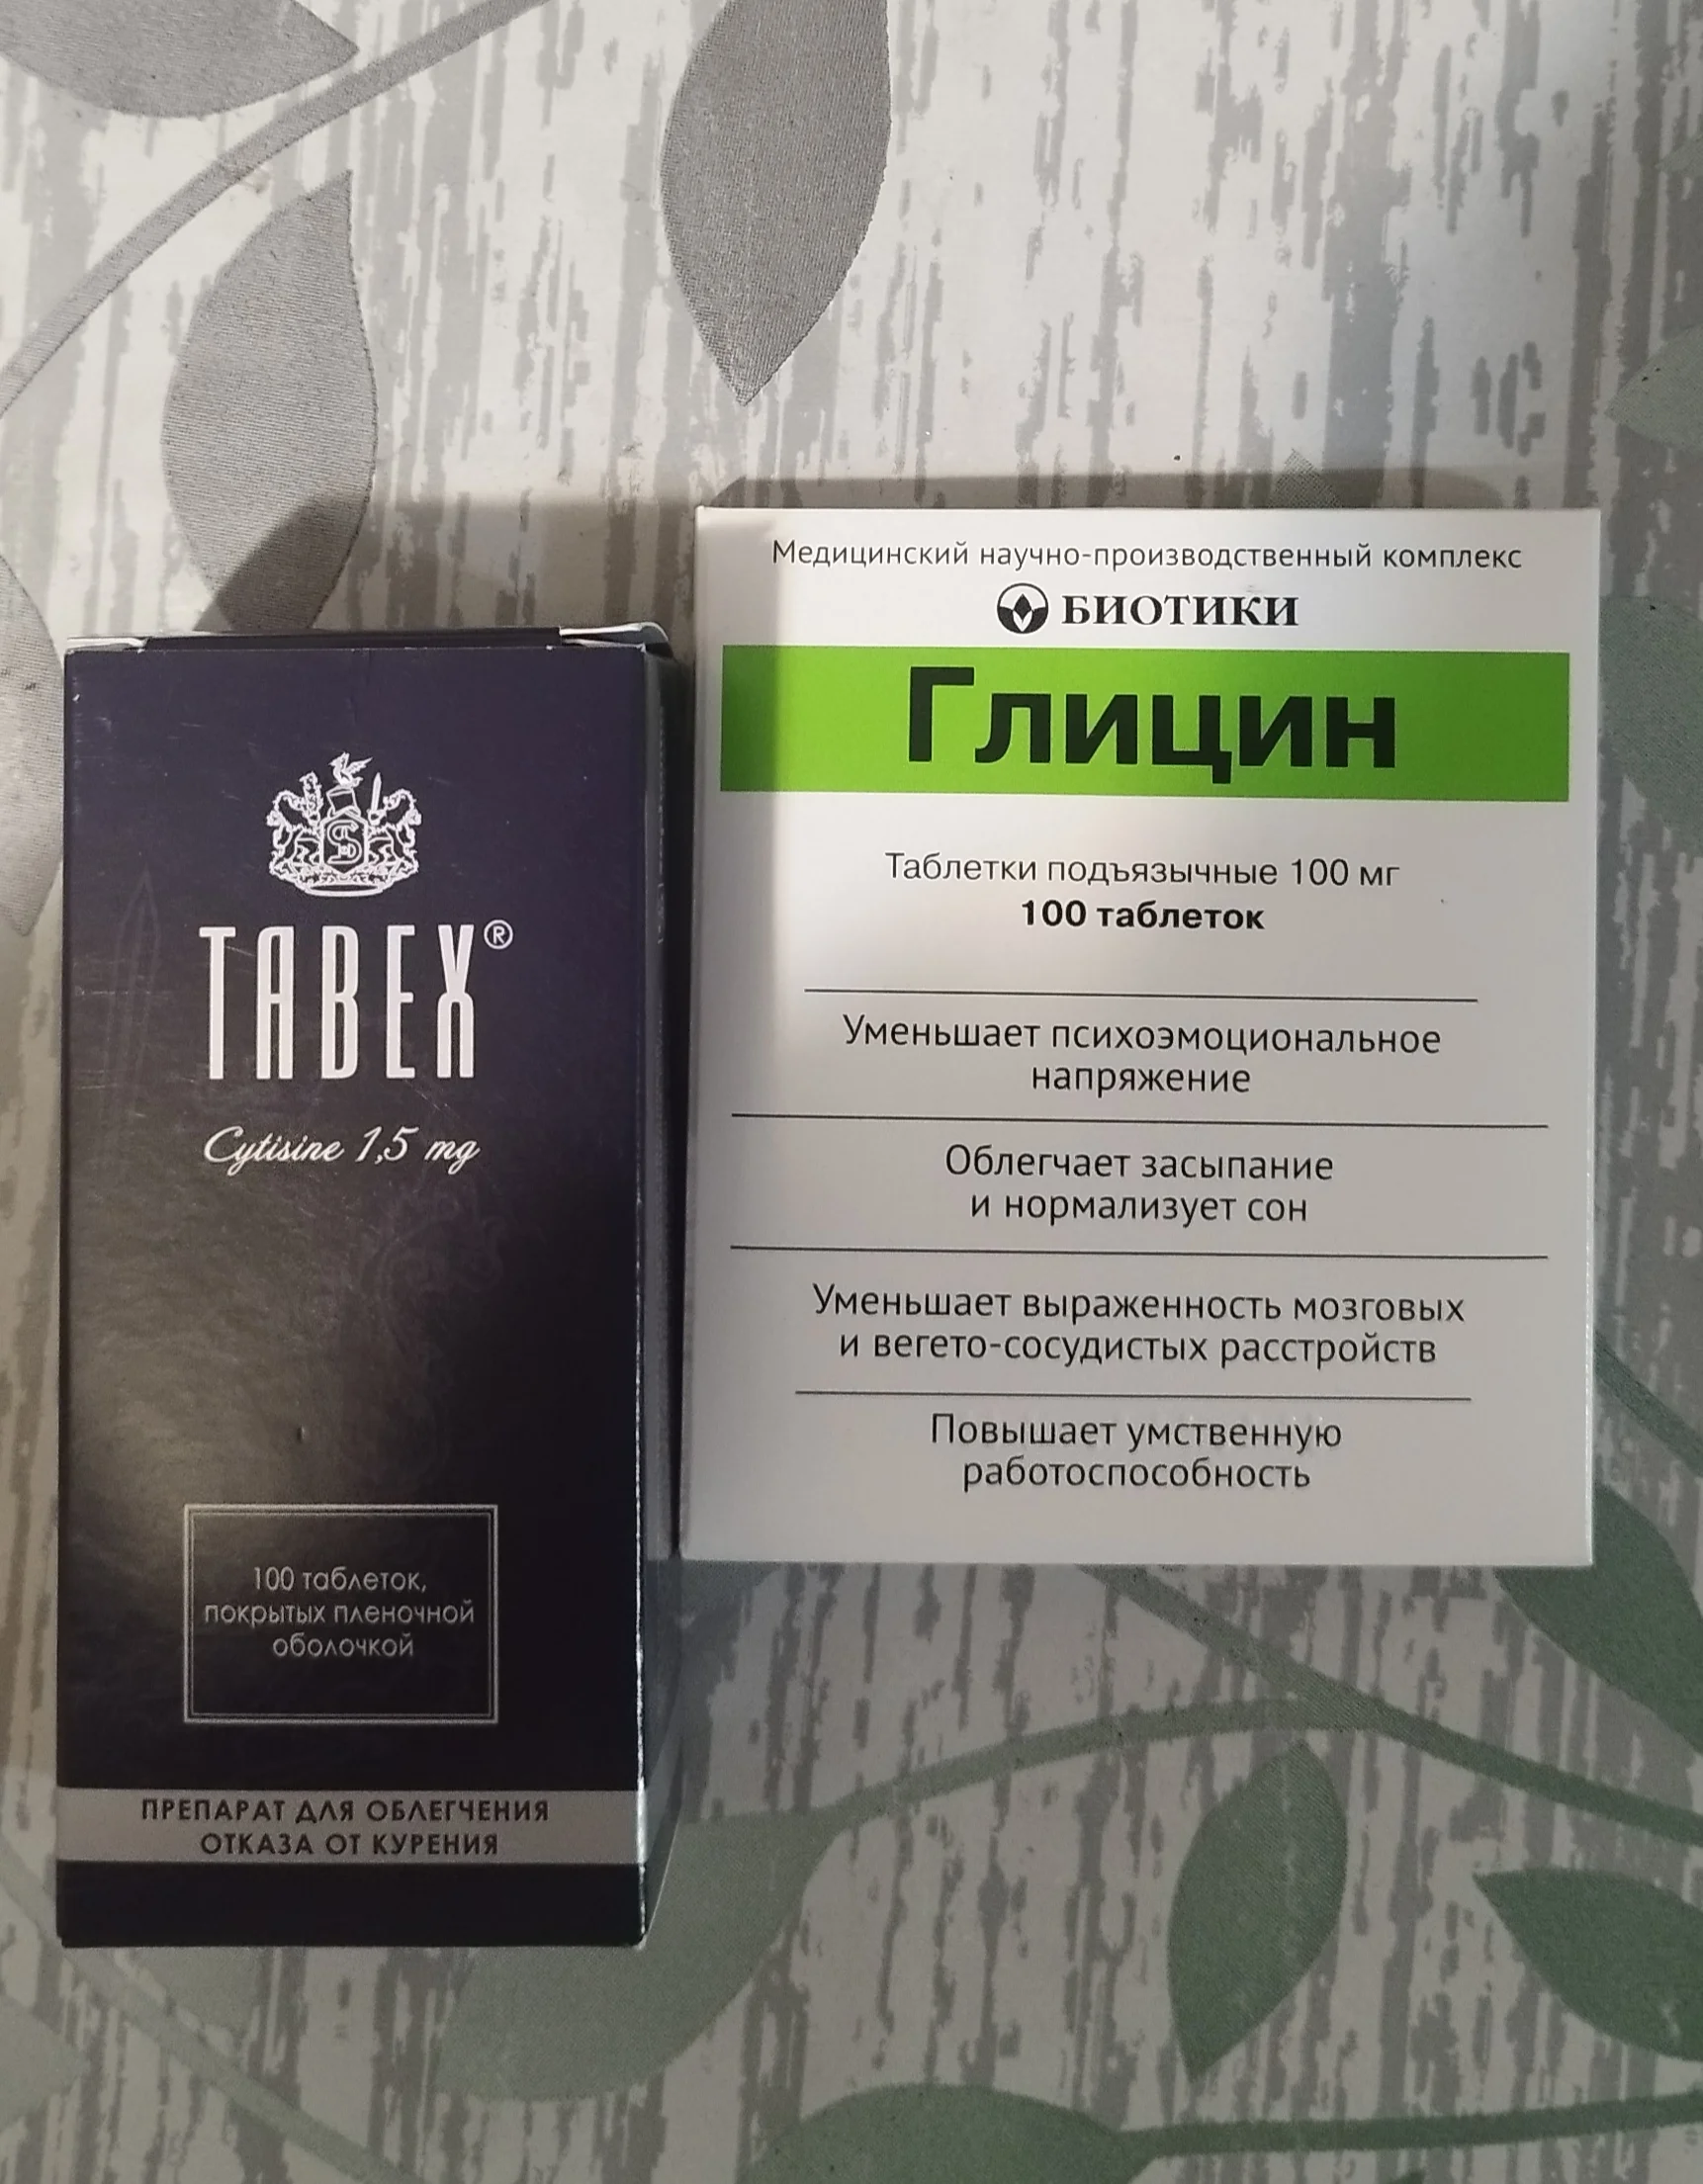 TABEX®
Cytisine 1,5 mg
100 таблеток,
покрытых пленочной
оболочкой
ПРЕПАРАТ ДЛЯ ОБЛЕГЧЕНИЯ
ОТКАЗА ОТ КУРЕНИЯ
Медицинский научно-производственный комплекс
БИОТИКИ
Глицин
Таблетки подъязычные 100 мг
100 таблеток
Уменьшает психоэмоциональное
напряжение
Облегчает засыпание
и нормализует сон
Уменьшает выраженность мозговых
и вегето-сосудистых расстройств
Повышает умственную
работоспособность